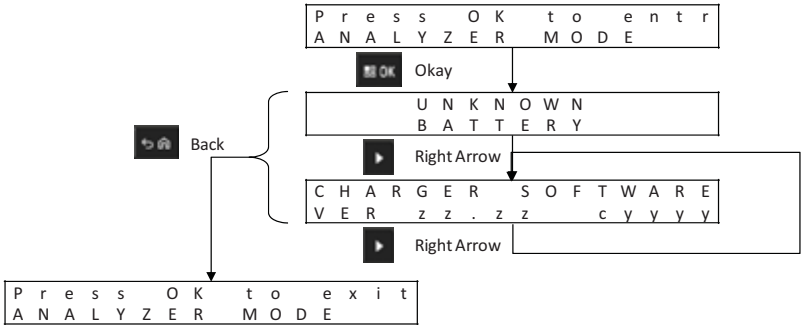 Press OK to entr
ANALYZER MODE
OK
Okay
UNKNOWN
BATTERY
Back
Right Arrow
CHARGER SOFTWARE
VER zz.zz cyyyy
Right Arrow
Press OK to exit
ANALYZER MODE